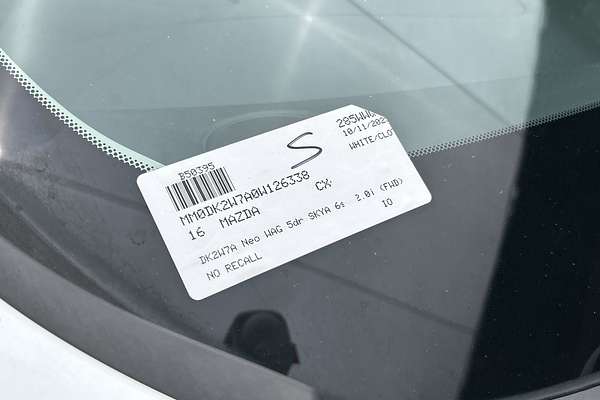 B50395
S
285WW
10/11/202
WHITE/CLO
MM0DK2W7A0W126338
16 MAZDA CX-
DK2W7A Neo WAG 5dr SKYA 6s 2.0i (FWD)
NO RECALL
IO